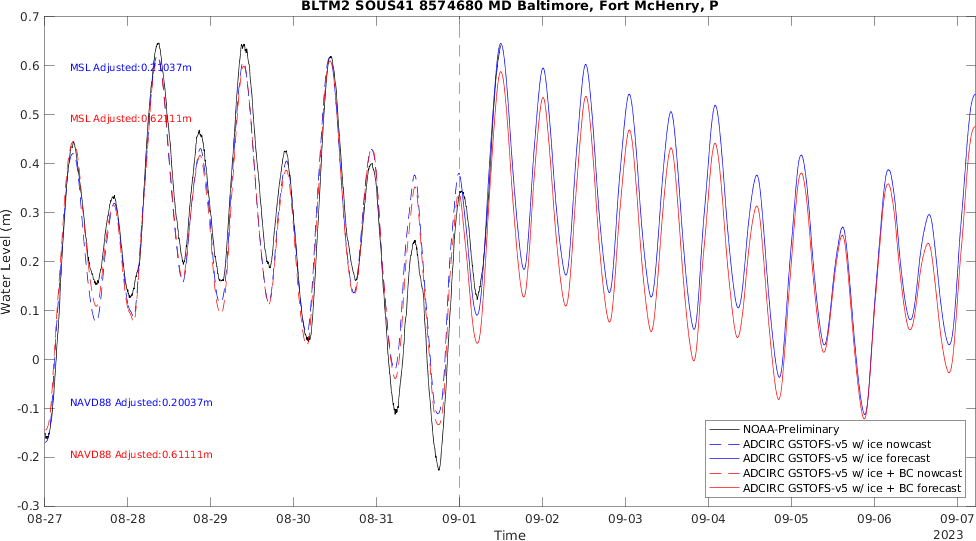 BLTM2 SOUS41 8574680 MD Baltimore, Fort McHenry, P
0.7
0.6
0.5
0.4
0.3
0.2
0.1
0
-0.1
-0.2
-0.3
Water Level (m)
MSL Adjusted:0.21037m
MSL Adjusted:0.62111m
NAVD88 Adjusted:0.20037m
NAVD88 Adjusted:0.61111m
NOAA-Preliminary
ADCIRC GSTOFS-v5 w/ ice nowcast
ADCIRC GSTOFS-v5 w/ ice forecast
ADCIRC GSTOFS-v5 w/ ice + BC nowcast
ADCIRC GSTOFS-v5 w/ ice + BC forecast
08-27 08-28 08-29 08-30 08-31 09-01 09-02 09-03 09-04 09-05 09-06 09-07
Time
2023